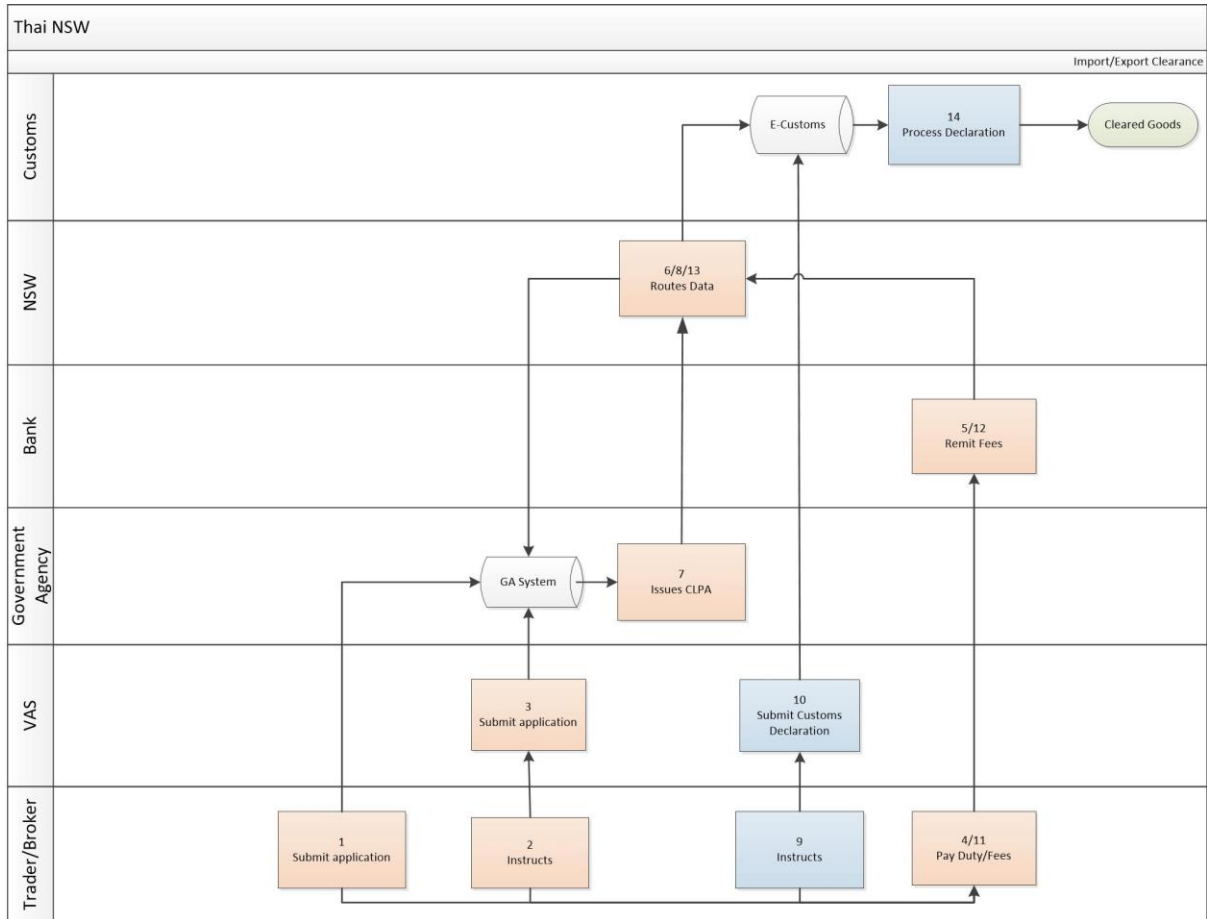 Thai NSW
Import/Export Clearance
Customs
E-Customs
14
Process Declaration
Cleared Goods
NSW
6/8/13
Routes Data
Bank
5/12
Remit Fees
Government
Agency
GA System
7
Issues CLPA
VAS
3
Submit application
10
Submit Customs
Declaration
Trader/Broker
1
Submit application
2
Instructs
9
Instructs
4/11
Pay Duty/Fees